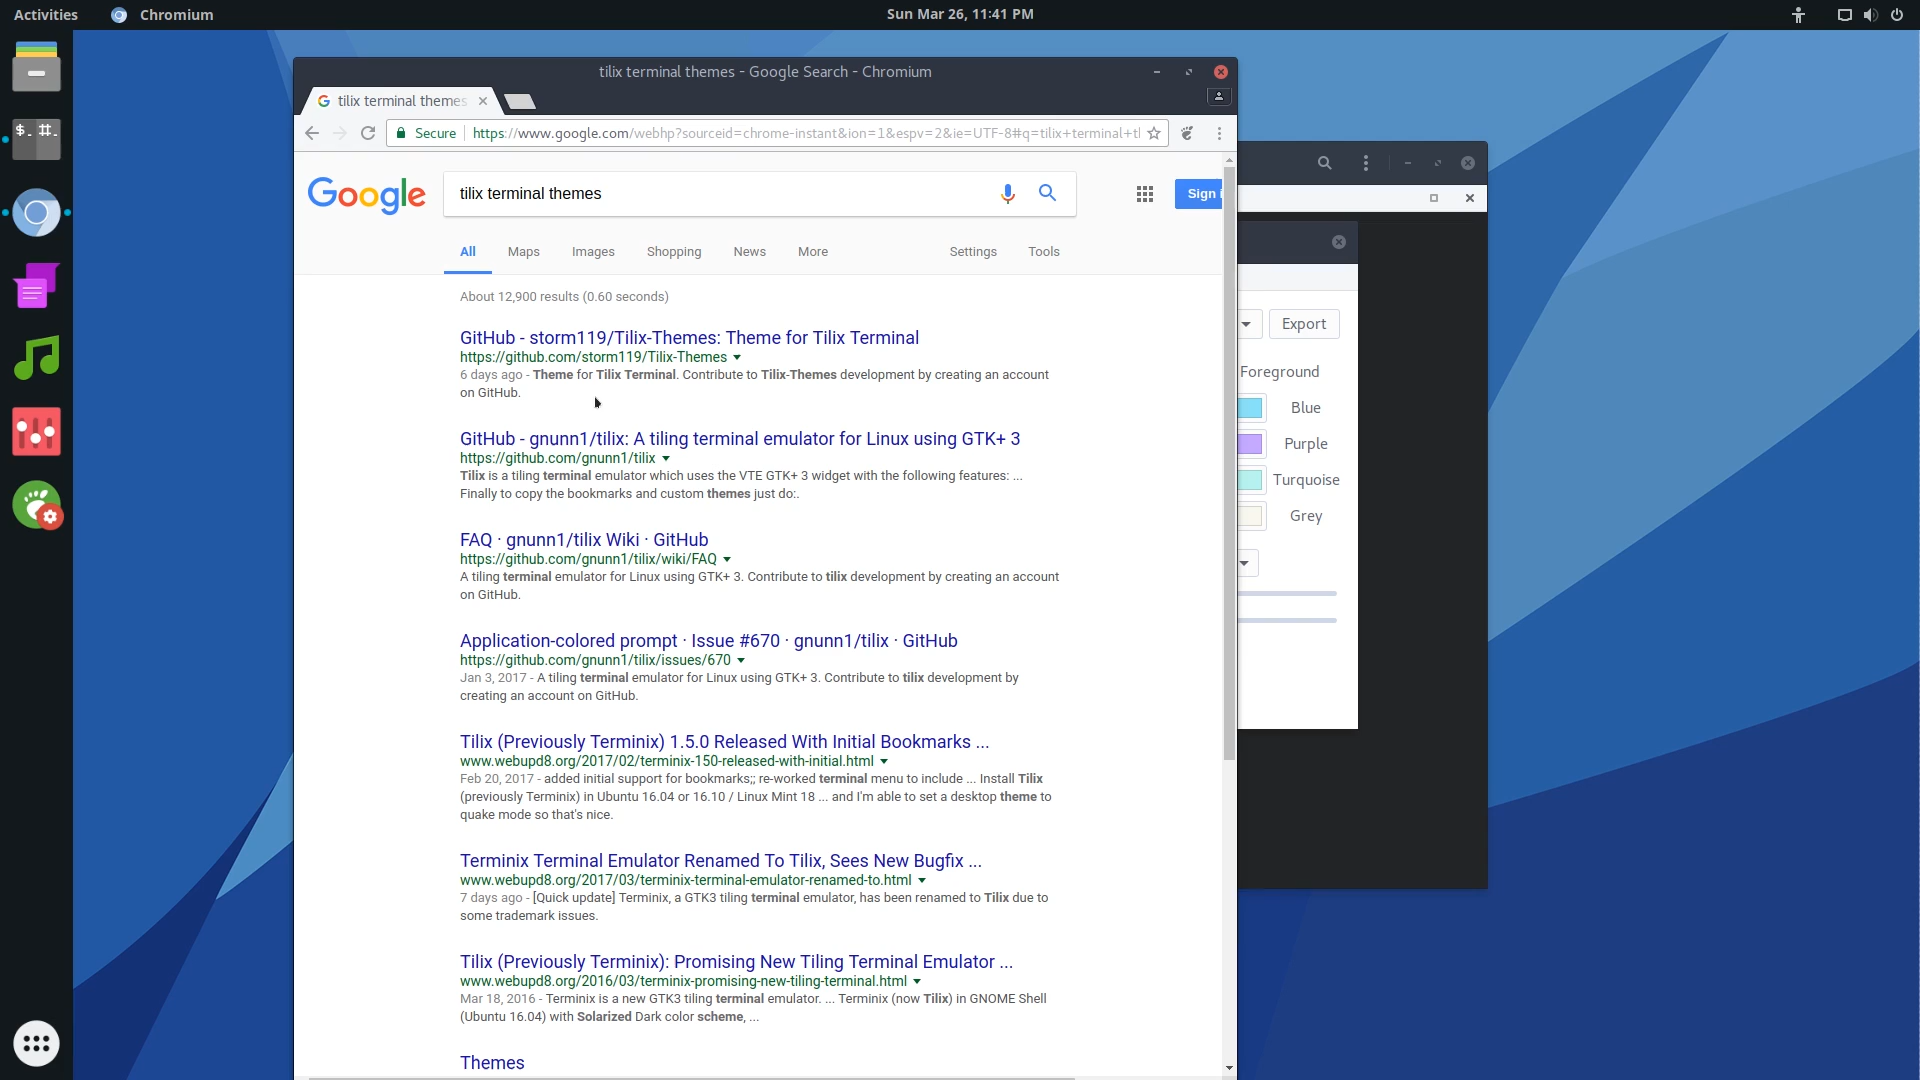 Activities
Chromium
Sun Mar 26, 11:41 PM
tilix terminal themes - Google Search - Chromium
tilix terminal themes
Secure
https://www.google.com/webhp?sourceid=chrome-instant&ion=1&espv=2&ie=UTF-8#q=tilix+terminal+t
$. #.
Google
tilix terminal themes
Sign i
All
Maps
Images
Shopping
News
More
Settings
Tools
About 12,900 results (0.60 seconds)
GitHub - storm119/Tilix-Themes: Theme for Tilix Terminal
https://github.com/storm119/Tilix-Themes
6 days ago - Theme for Tilix Terminal. Contribute to Tilix-Themes development by creating an account
on GitHub.
GitHub - gnunn1/tilix: A tiling terminal emulator for Linux using GTK+ 3
https://github.com/gnunn1/tilix
Tilix is a tiling terminal emulator which uses the VTE GTK+ 3 widget with the following features: ...
Finally to copy the bookmarks and custom themes just do:.
FAQ · gnunn1/tilix Wiki · GitHub
https://github.com/gnunn1/tilix/wiki/FAQ
A tiling terminal emulator for Linux using GTK+ 3. Contribute to tilix development by creating an account
on GitHub.
Application-colored prompt · Issue #670 · gnunn1/tilix · GitHub
https://github.com/gnunn1/tilix/issues/670
Jan 3, 2017 - A tiling terminal emulator for Linux using GTK+ 3. Contribute to tilix development by
creating an account on GitHub.
Tilix (Previously Terminix) 1.5.0 Released With Initial Bookmarks ...
www.webupd8.org/2017/02/terminix-150-released-with-initial.html
Feb 20, 2017 - added initial support for bookmarks;; re-worked terminal menu to include ... Install Tilix
(previously Terminix) in Ubuntu 16.04 or 16.10 / Linux Mint 18 ... and I'm able to set a desktop theme to
quake mode so that's nice.
Terminix Terminal Emulator Renamed To Tilix, Sees New Bugfix ...
www.webupd8.org/2017/03/terminix-terminal-emulator-renamed-to.html
7 days ago - [Quick update] Terminix, a GTK3 tiling terminal emulator, has been renamed to Tilix due to
some trademark issues.
Tilix (Previously Terminix): Promising New Tiling Terminal Emulator ...
www.webupd8.org/2016/03/terminix-promising-new-tiling-terminal.html
Mar 18, 2016 - Terminix is a new GTK3 tiling terminal emulator. ... Terminix (now Tilix) in GNOME Shell
(Ubuntu 16.04) with Solarized Dark color scheme, ...
Themes
Export
Foreground
Blue
Purple
Turquoise
Grey